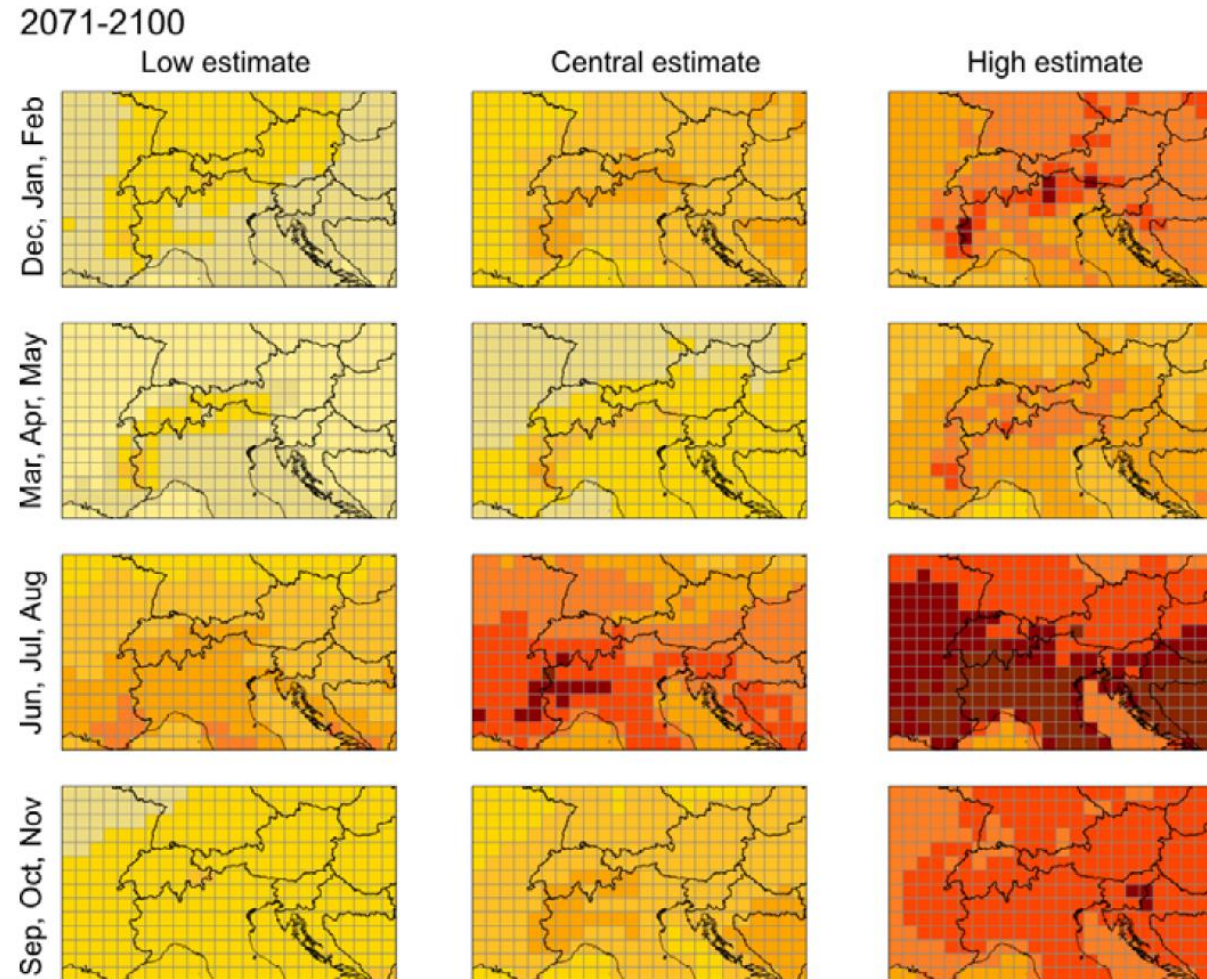 2071-2100
Low estimate
Central estimate
High estimate
Dec, Jan, Feb
Mar, Apr, May
Jun, Jul, Aug
Sep, Oct, Nov